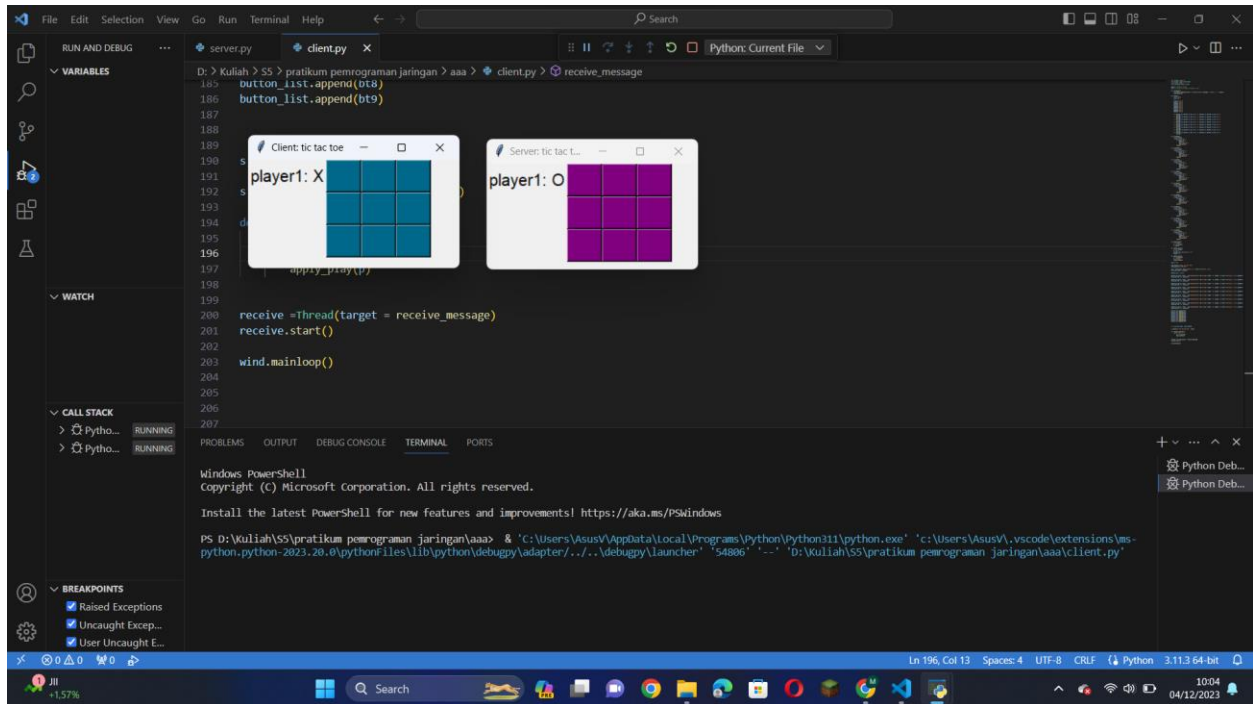 File Edit Selection View Go Run Terminal Help
Search
RUN AND DEBUG
server.py
client.py
Python: Current File
VARIABLES
D: > Kuliah > S5 > pratikum pemrograman jaringan > aaa > client.py > receive_message
185 button_list.append(bt8)
186 button_list.append(bt9)
187
188
189
190 s
191
192 s )
193
194 de
195
196
197 apply_play(p)
198
199
200 receive =Thread(target = receive_message)
201 receive.start()
202
203 wind.mainloop()
204
205
206
207
Client: tic tac toe
player1: X
Server: tic tac t...
player1: O
WATCH
CALL STACK
Pytho... RUNNING
Pytho... RUNNING
BREAKPOINTS
Raised Exceptions
Uncaught Excep...
User Uncaught E...
PROBLEMS OUTPUT DEBUG CONSOLE TERMINAL PORTS
Python Deb...
Python Deb...
Windows PowerShell
Copyright (C) Microsoft Corporation. All rights reserved.
Install the latest PowerShell for new features and improvements! https://aka.ms/PSWindows
PS D:\Kuliah\S5\pratikum pemrograman jaringan\aaa> & 'C:\Users\AsusV\AppData\Local\Programs\Python\Python311\python.exe' 'c:\Users\AsusV\.vscode\extensions\ms-
python.python-2023.20.0\pythonFiles\lib\python\debugpy\adapter/../..\debugpy\launcher' '54806' '--' 'D:\Kuliah\S5\pratikum pemrograman jaringan\aaa\client.py'
2
0 0 0 Ln 196, Col 13 Spaces: 4 UTF-8 CRLF Python 3.11.3 64-bit
1
JII
+1,57%
Search
10:04
04/12/2023